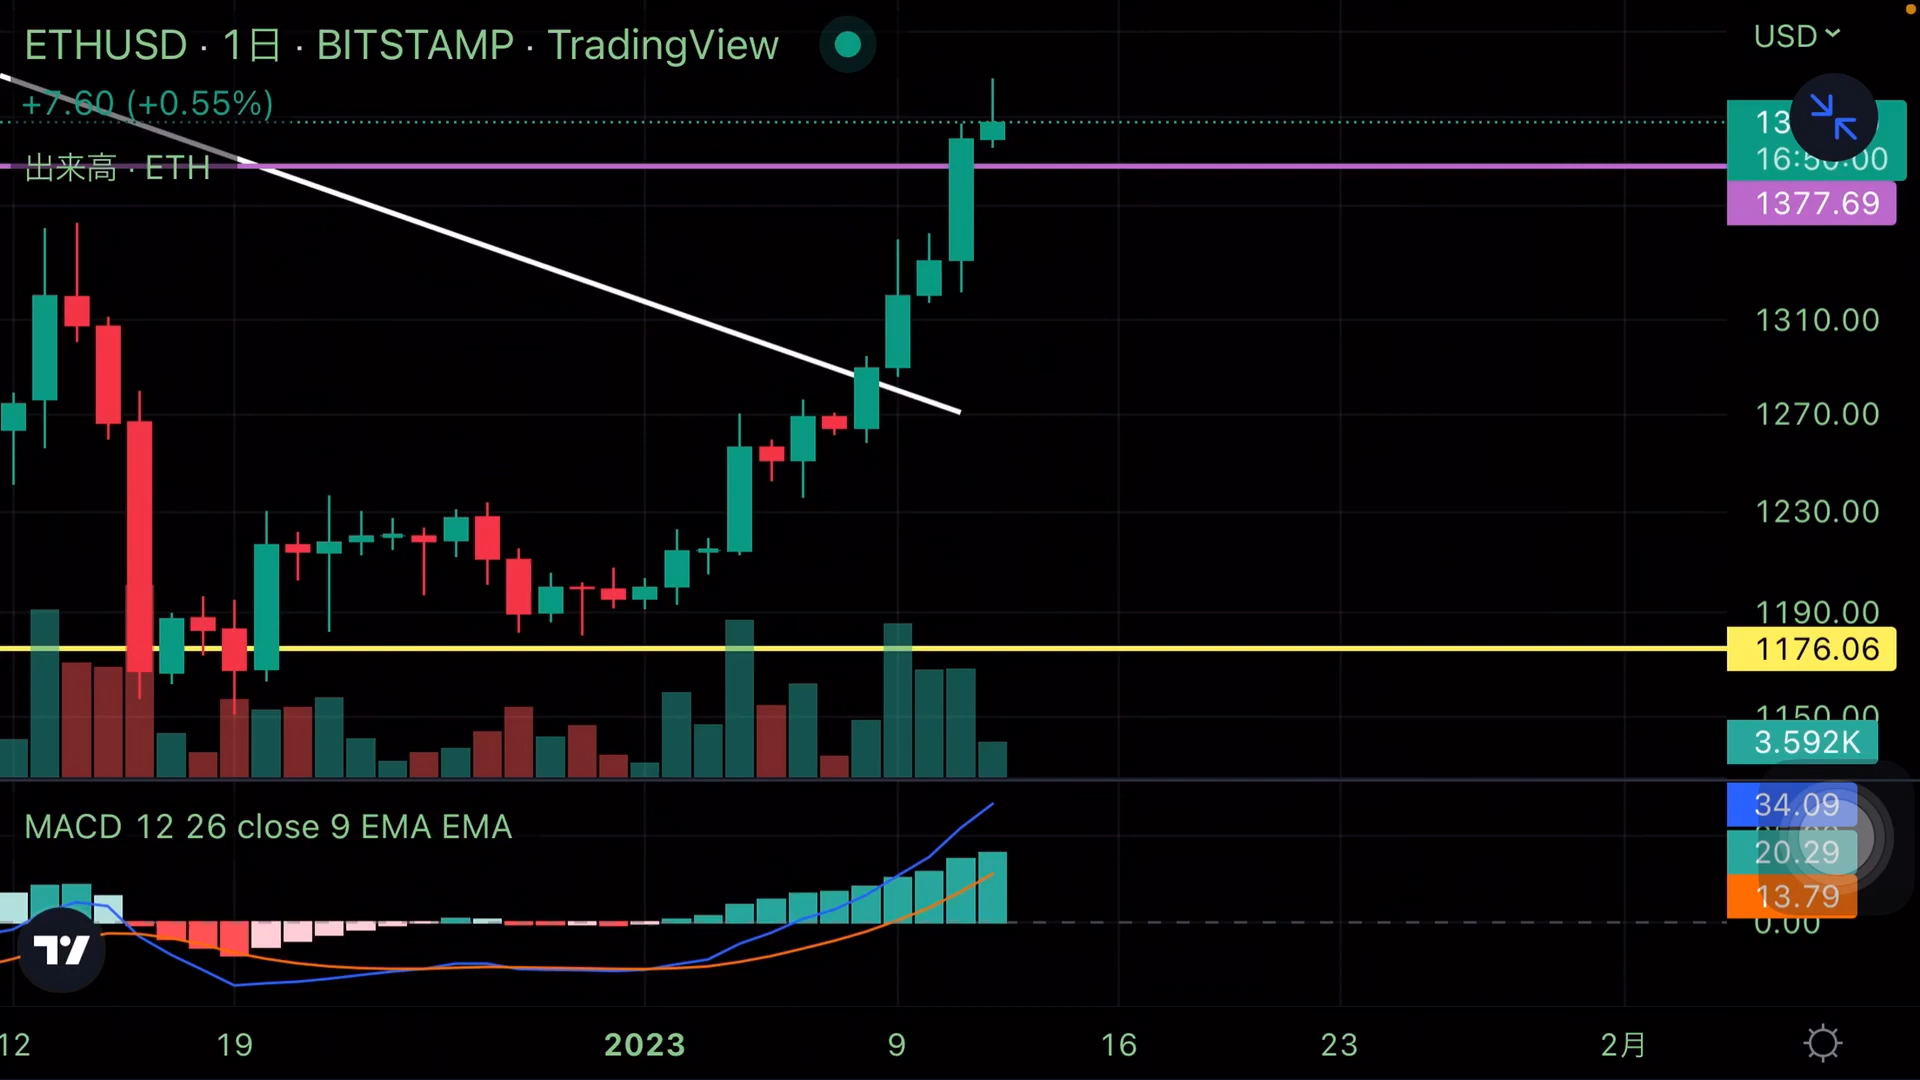 ETHUSD · 1日 · BITSTAMP · TradingView
USD
+7.60 (+0.55%)
出来高 · ETH
1377.69
1310.00
1270.00
1230.00
1190.00
1176.06
1150.00
3.592K
MACD 12 26 close 9 EMA EMA
34.09
20.29
13.79
0.00
12 19 2023 9 16 23 2月